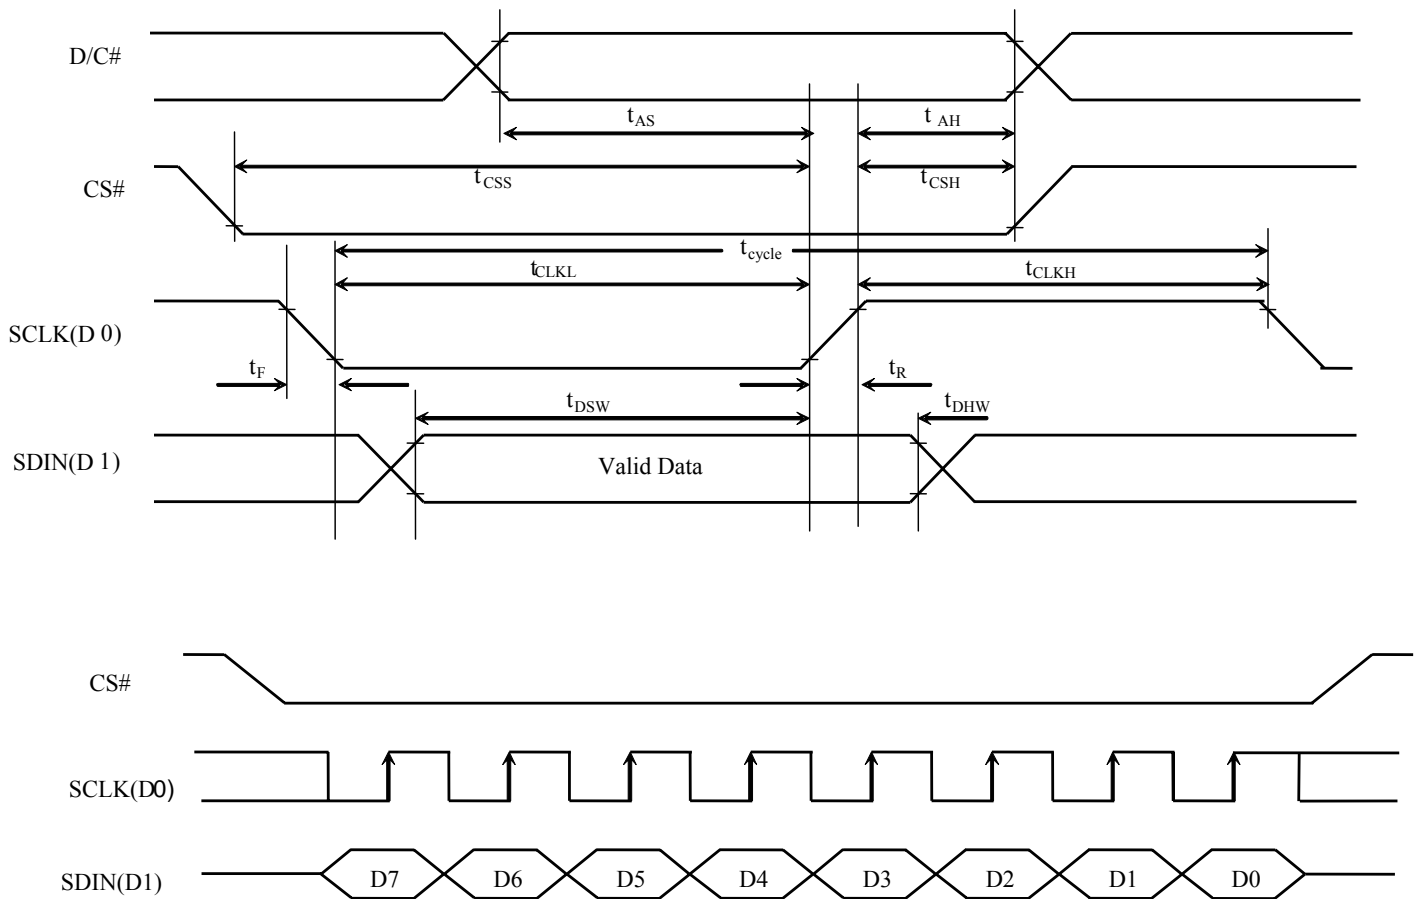 D/C#
tAS
t AH
CS#
tCSS
tCSH
tcycle
tCLKL
tCLKH
SCLK(D 0)
tF
tR
tDSW
tDHW
SDIN(D 1)
Valid Data
CS#
SCLK(D0)
SDIN(D1)
D7 D6 D5 D4 D3 D2 D1 D0